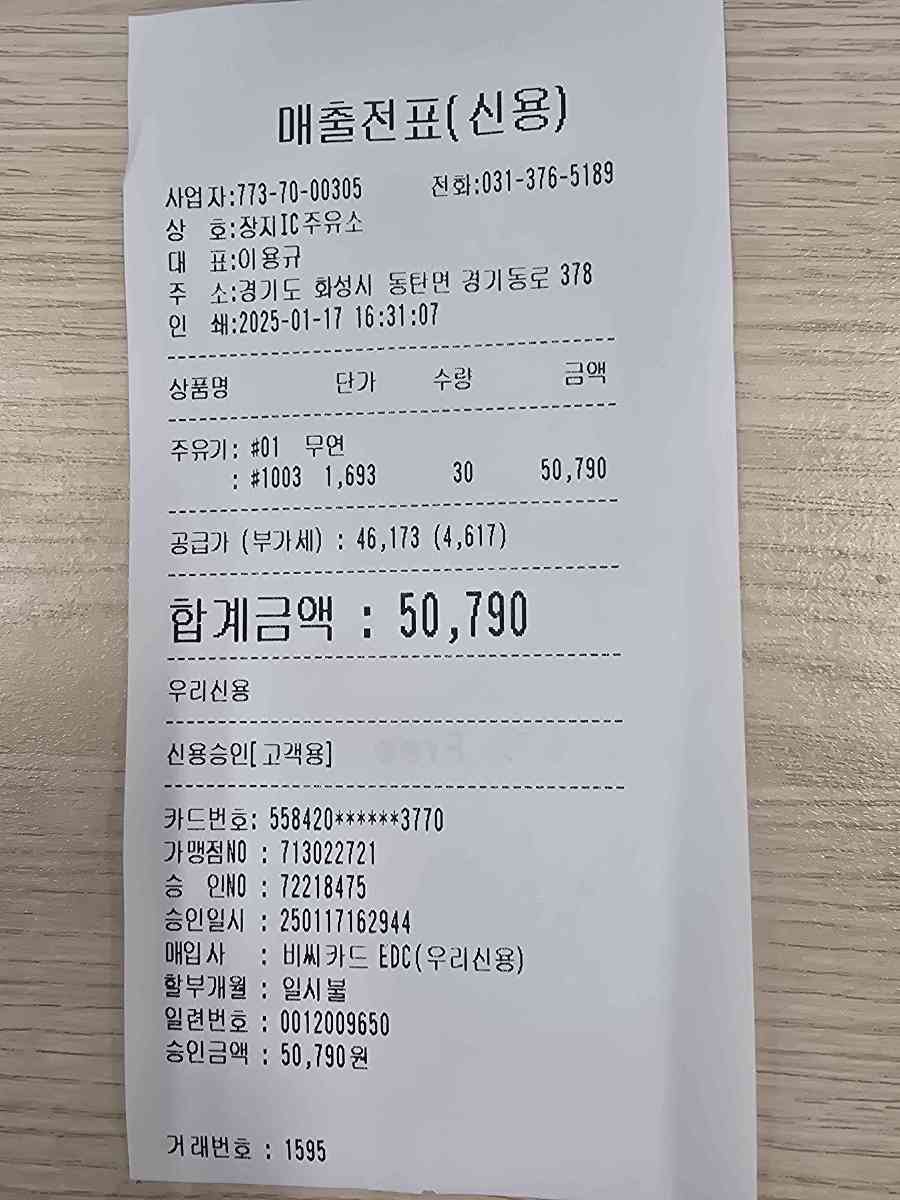 매출전표(신용)
사업자:773-70-00305 전화:031-376-5189
상 호:장지IC주유소
대 표:이용규
주 소:경기도 화성시 동탄면 경기동로 378
인 쇄:2025-01-17 16:31:07
상품명 단가 수량 금액
주유기: #01 무연
: #1003 1,693 30 50,790
공급가 (부가세) : 46,173 (4,617)
합계금액 : 50,790
우리신용
신용승인[고객용]
카드번호: 558420******3770
가맹점NO : 713022721
승 인NO : 72218475
승인일시 : 250117162944
매입사 : 비씨카드 EDC(우리신용)
할부개월 : 일시불
일련번호 : 0012009650
승인금액 : 50,790원
거래번호 : 1595